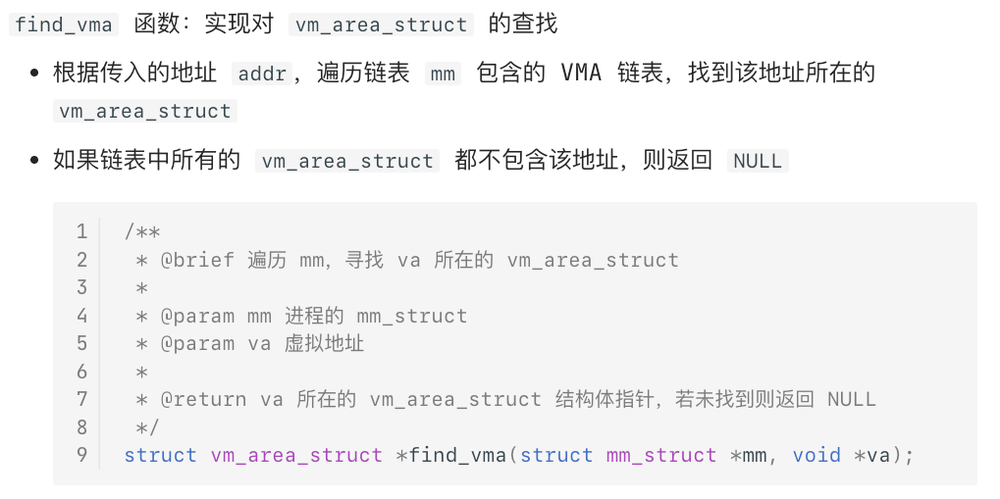 find_vma 函数：实现对 vm_area_struct 的查找
• 根据传入的地址 addr，遍历链表 mm 包含的 VMA 链表，找到该地址所在的
vm_area_struct
• 如果链表中所有的 vm_area_struct 都不包含该地址，则返回 NULL
1 /**
2  * @brief 遍历 mm，寻找 va 所在的 vm_area_struct
3  *
4  * @param mm 进程的 mm_struct
5  * @param va 虚拟地址
6  *
7  * @return va 所在的 vm_area_struct 结构体指针，若未找到则返回 NULL
8  */
9 struct vm_area_struct *find_vma(struct mm_struct *mm, void *va);